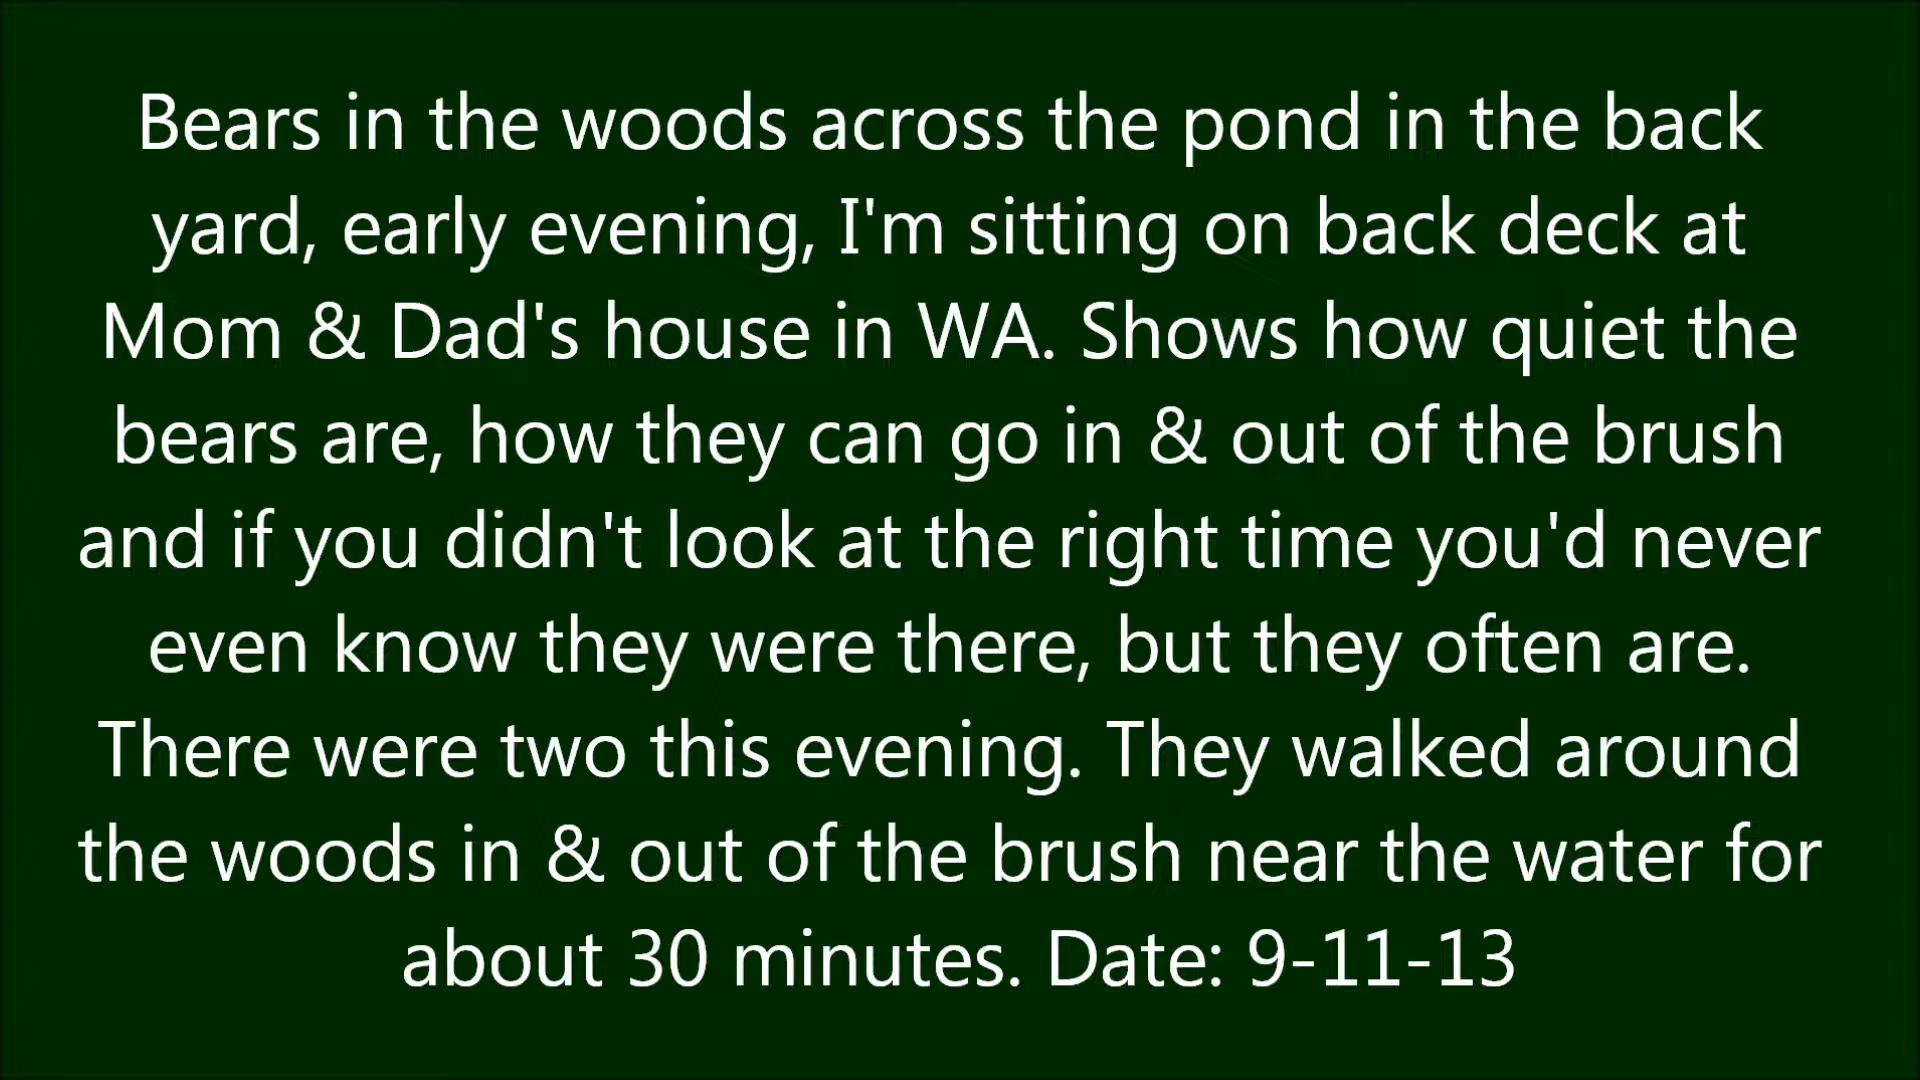 Bears in the woods across the pond in the back
yard, early evening, I'm sitting on back deck at
Mom & Dad's house in WA. Shows how quiet the
bears are, how they can go in & out of the brush
and if you didn't look at the right time you'd never
even know they were there, but they often are.
There were two this evening. They walked around
the woods in & out of the brush near the water for
about 30 minutes. Date: 9-11-13